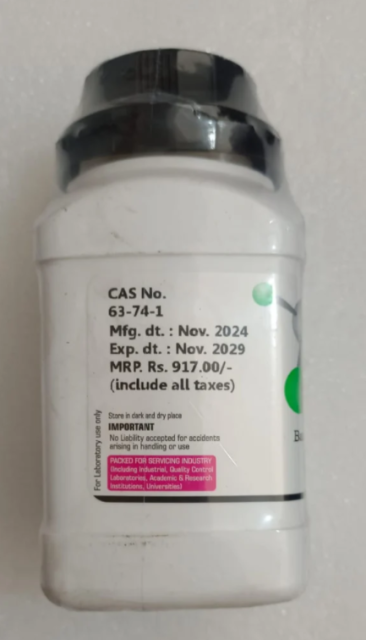 CAS No.
63-74-1
Mfg. dt. : Nov. 2024
Exp. dt. : Nov. 2029
MRP. Rs. 917.00/-
(include all taxes)
For Laboratory use only
Store in dark and dry place
IMPORTANT
No Liability accepted for accidents
arising in handling or use
PACKED FOR SERVICING INDUSTRY
(Including Industrial, Quality Control
Laboratories, Academic & Research
Institutions, Universities)